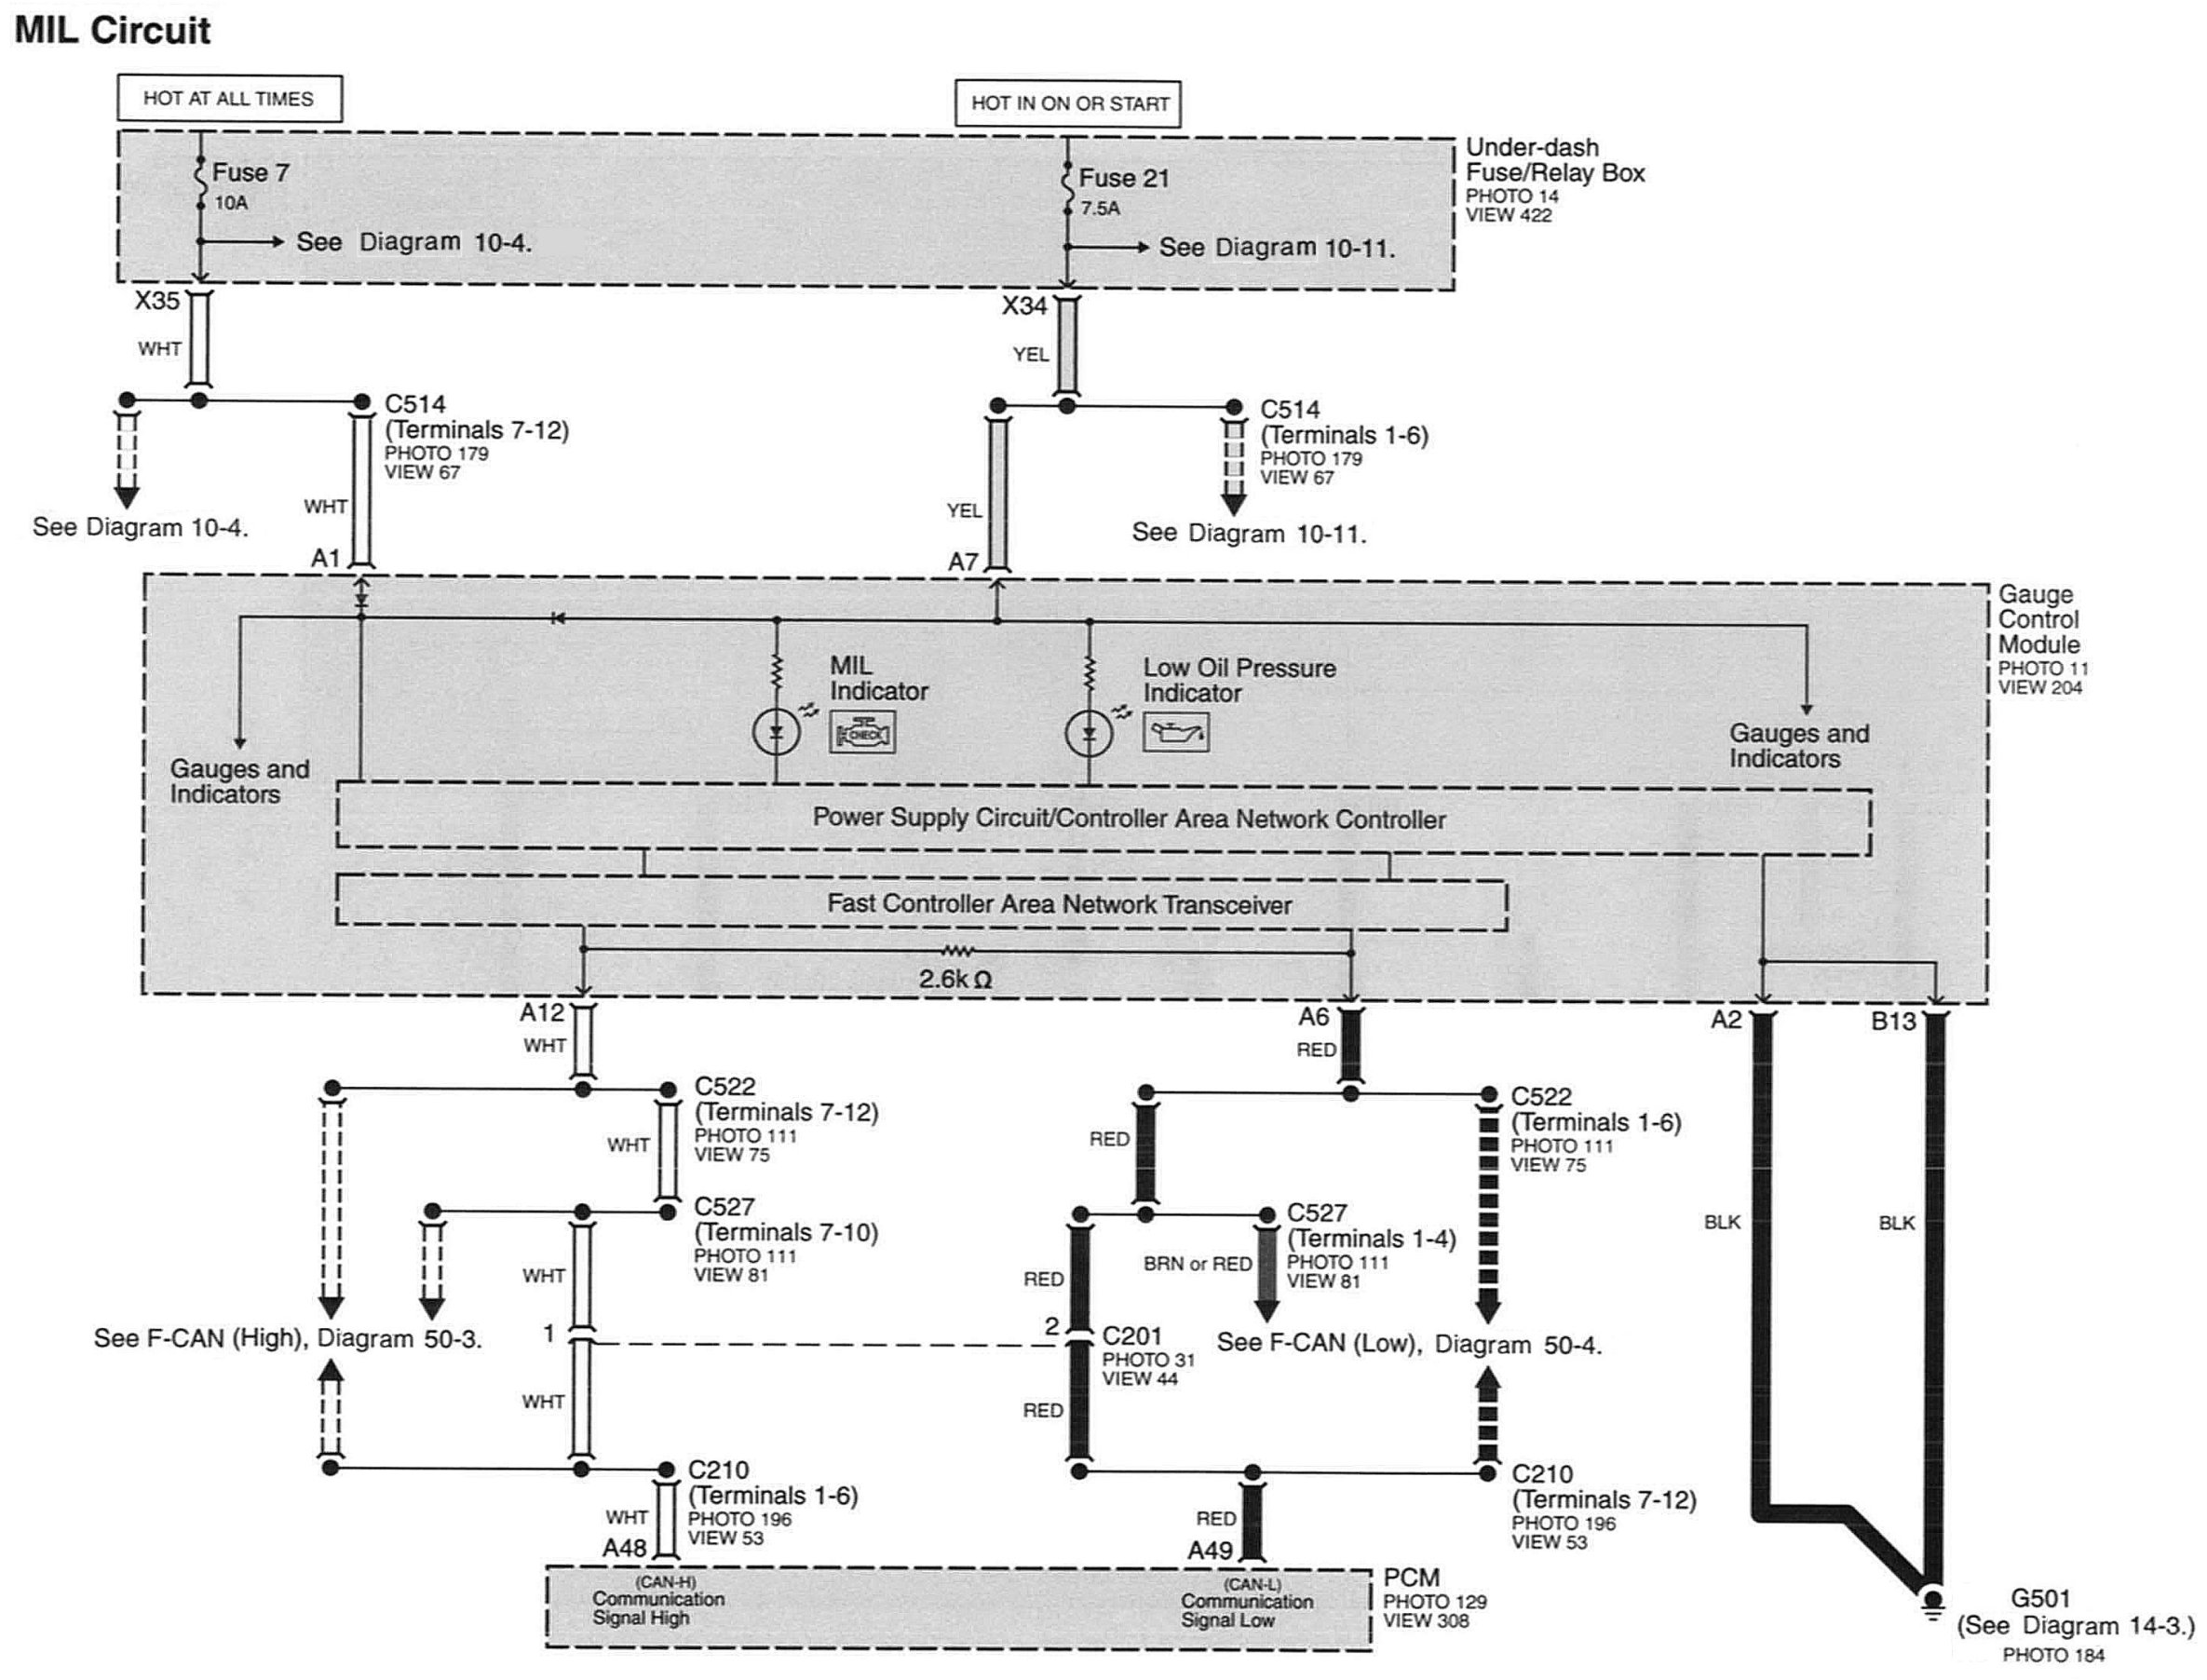 MIL Circuit
HOT AT ALL TIMES
HOT IN ON OR START
Fuse 7
10A
See Diagram 10-4.
Fuse 21
7.5A
See Diagram 10-11.
Under-dash
Fuse/Relay Box
PHOTO 14
VIEW 422
X35
WHT
X34
YEL
C514
(Terminals 7-12)
PHOTO 179
VIEW 67
WHT
See Diagram 10-4.
A1
C514
(Terminals 1-6)
PHOTO 179
VIEW 67
YEL
See Diagram 10-11.
A7
Gauge
Control
Module
PHOTO 11
VIEW 204
MIL
Indicator
CHECK
Low Oil Pressure
Indicator
Gauges and
Indicators
Gauges and
Indicators
Power Supply Circuit/Controller Area Network Controller
Fast Controller Area Network Transceiver
2.6k Ω
A12
WHT
A6
RED
A2
B13
C522
(Terminals 7-12)
PHOTO 111
VIEW 75
WHT
C522
(Terminals 1-6)
PHOTO 111
VIEW 75
RED
C527
(Terminals 7-10)
PHOTO 111
VIEW 81
WHT
C527
(Terminals 1-4)
PHOTO 111
VIEW 81
BRN or RED
RED
BLK
BLK
See F-CAN (High), Diagram 50-3.
1
2
C201
PHOTO 31
VIEW 44
See F-CAN (Low), Diagram 50-4.
WHT
RED
C210
(Terminals 1-6)
PHOTO 196
VIEW 53
WHT
A48
C210
(Terminals 7-12)
PHOTO 196
VIEW 53
RED
A49
(CAN-H)
Communication
Signal High
(CAN-L)
Communication
Signal Low
PCM
PHOTO 129
VIEW 308
G501
(See Diagram 14-3.)
PHOTO 184